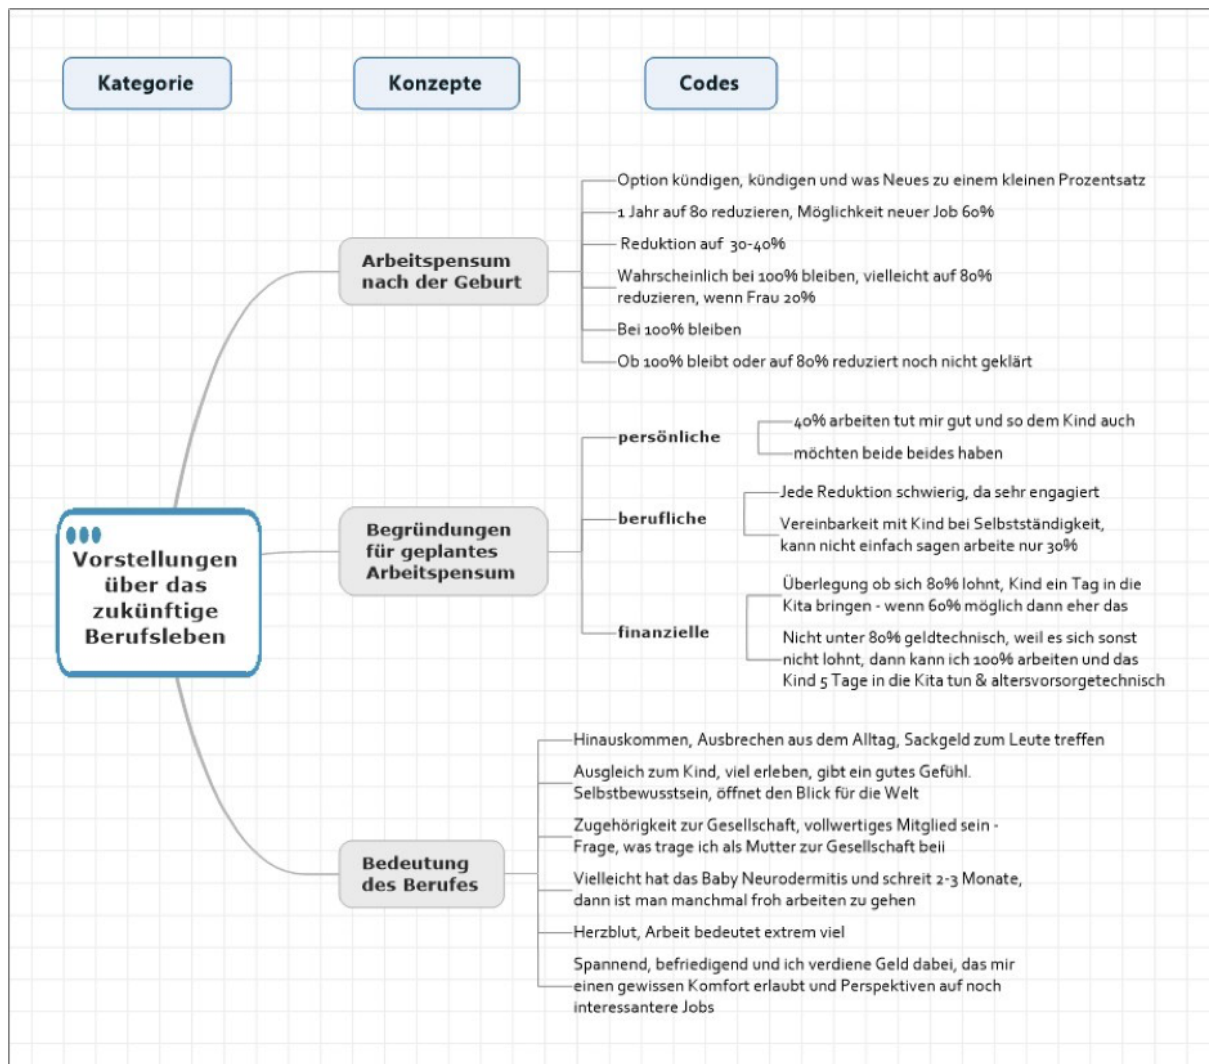 Kategorie
Konzepte
Codes
Vorstellungen
über das
zukünftige
Berufsleben
Arbeitspensum
nach der Geburt
Option kündigen, kündigen und was Neues zu einem kleinen Prozentsatz
1 Jahr auf 80 reduzieren, Möglichkeit neuer Job 60%
Reduktion auf 30-40%
Wahrscheinlich bei 100% bleiben, vielleicht auf 80%
reduzieren, wenn Frau 20%
Bei 100% bleiben
Ob 100% bleibt oder auf 80% reduziert noch nicht geklärt
Begründungen
für geplantes
Arbeitspensum
persönliche
40% arbeiten tut mir gut und so dem Kind auch
möchten beide beides haben
berufliche
Jede Reduktion schwierig, da sehr engagiert
Vereinbarkeit mit Kind bei Selbstständigkeit,
kann nicht einfach sagen arbeite nur 30%
finanzielle
Überlegung ob sich 80% lohnt, Kind ein Tag in die
Kita bringen - wenn 60% möglich dann eher das
Nicht unter 80% geldtechnisch, weil es sich sonst
nicht lohnt, dann kann ich 100% arbeiten und das
Kind 5 Tage in die Kita tun & altersvorsorgetechnisch
Bedeutung
des Berufes
Hinauskommen, Ausbrechen aus dem Alltag, Sackgeld zum Leute treffen
Ausgleich zum Kind, viel erleben, gibt ein gutes Gefühl.
Selbstbewusstsein, öffnet den Blick für die Welt
Zugehörigkeit zur Gesellschaft, vollwertiges Mitglied sein -
Frage, was trage ich als Mutter zur Gesellschaft beii
Vielleicht hat das Baby Neurodermitis und schreit 2-3 Monate,
dann ist man manchmal froh arbeiten zu gehen
Herzblut, Arbeit bedeutet extrem viel
Spannend, befriedigend und ich verdiene Geld dabei, das mir
einen gewissen Komfort erlaubt und Perspektiven auf noch
interessantere Jobs